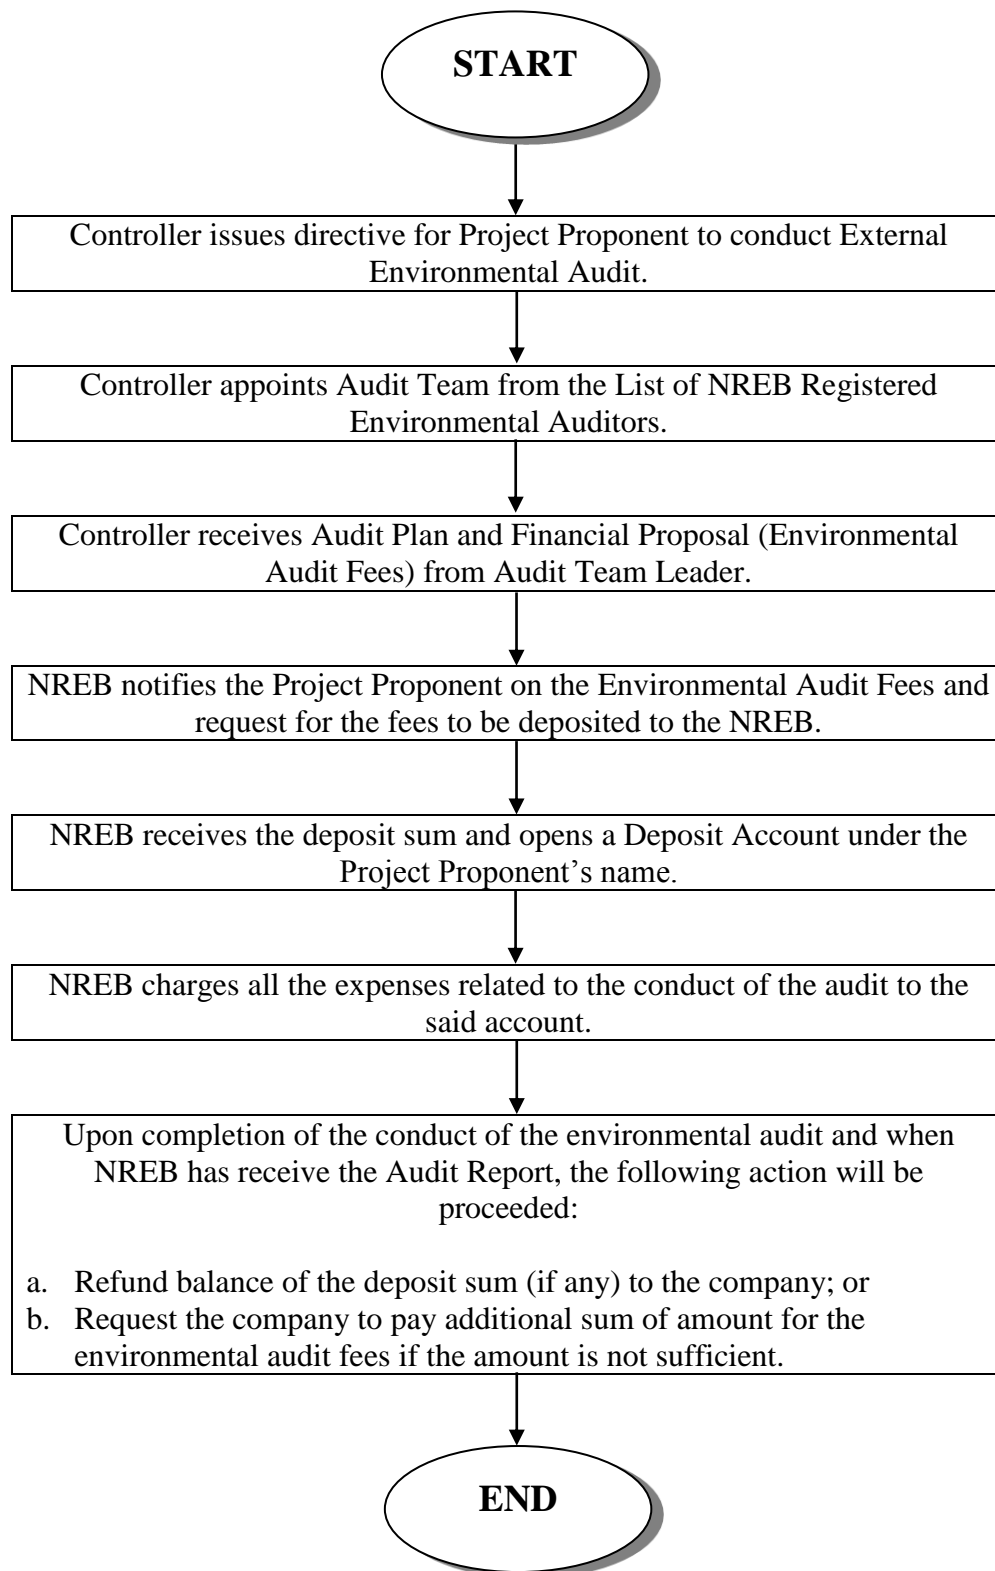 START
Controller issues directive for Project Proponent to conduct External
Environmental Audit.
Controller appoints Audit Team from the List of NREB Registered
Environmental Auditors.
Controller receives Audit Plan and Financial Proposal (Environmental
Audit Fees) from Audit Team Leader.
NREB notifies the Project Proponent on the Environmental Audit Fees and
request for the fees to be deposited to the NREB.
NREB receives the deposit sum and opens a Deposit Account under the
Project Proponent’s name.
NREB charges all the expenses related to the conduct of the audit to the
said account.
Upon completion of the conduct of the environmental audit and when
NREB has receive the Audit Report, the following action will be
proceeded:
a. Refund balance of the deposit sum (if any) to the company; or
b. Request the company to pay additional sum of amount for the
environmental audit fees if the amount is not sufficient.
END